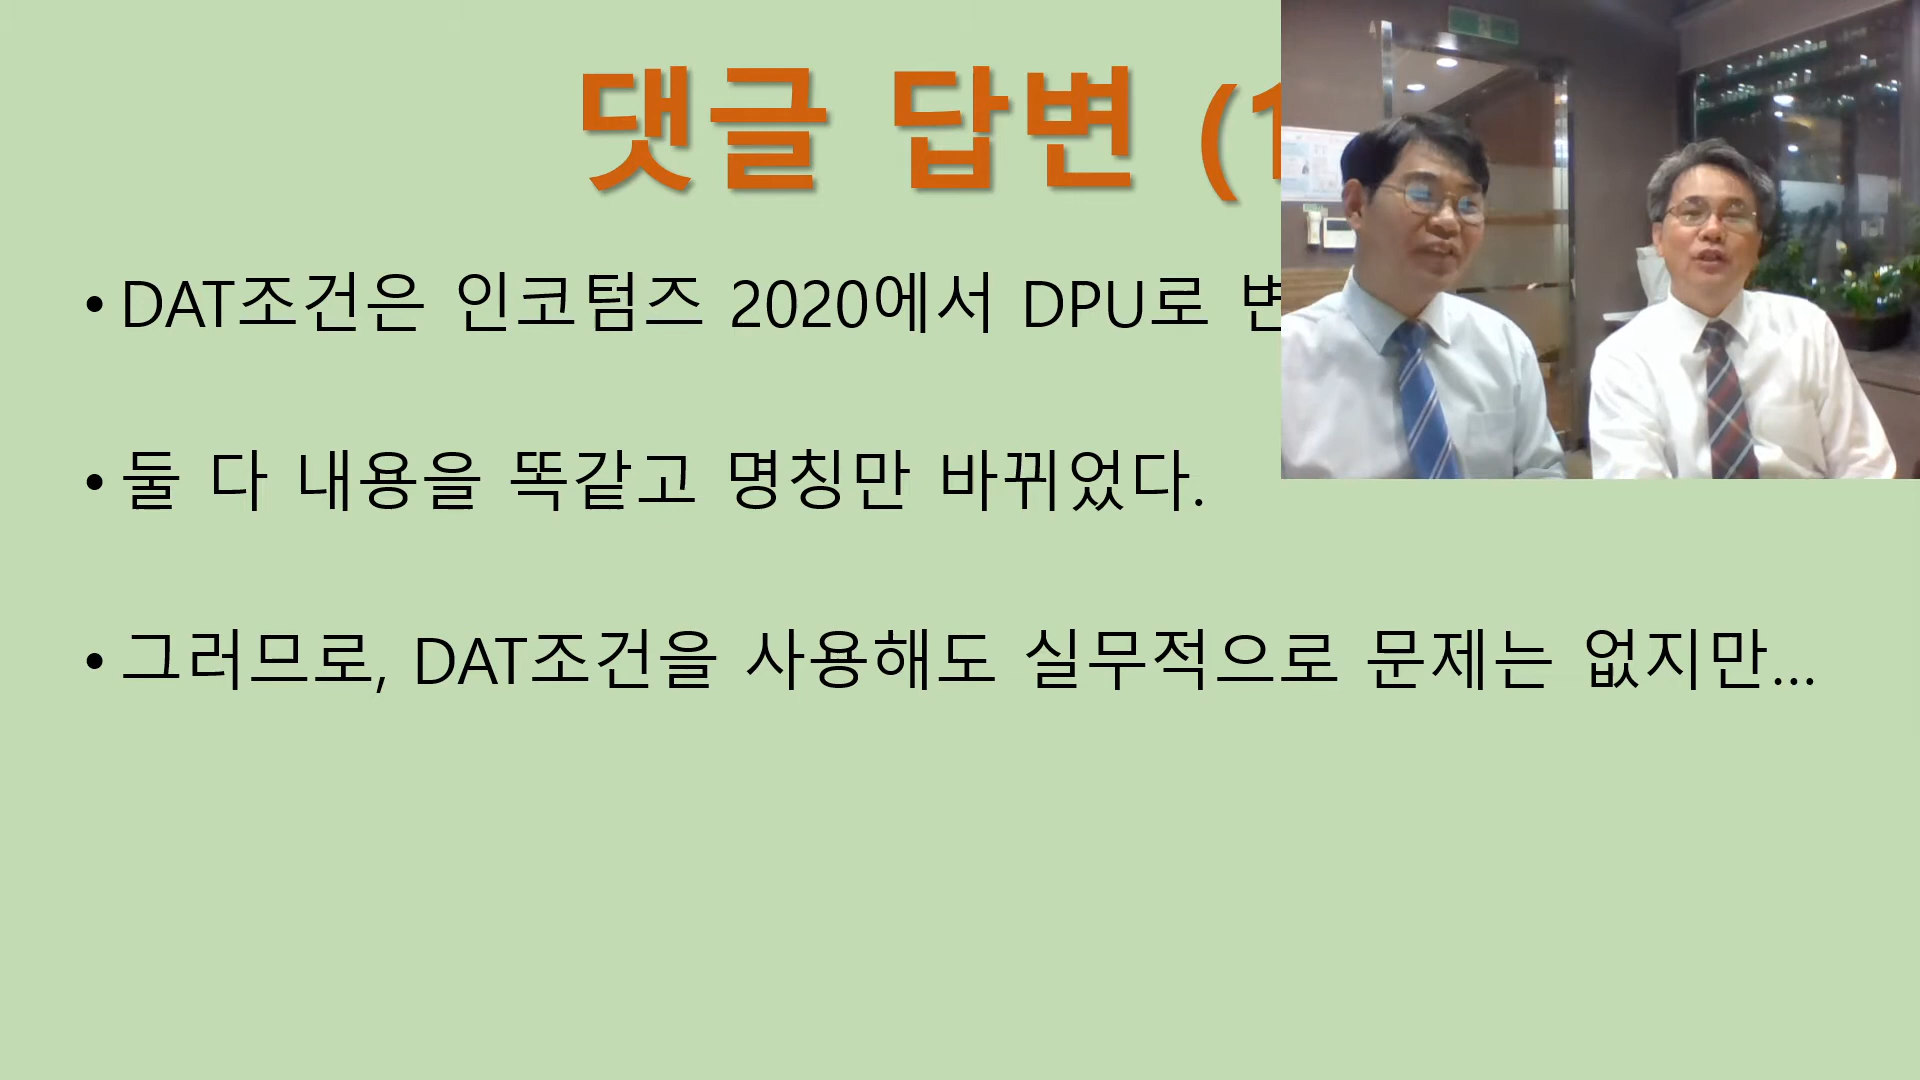 댓글 답변 (1
• DAT조건은 인코텀즈 2020에서 DPU로 변
• 둘 다 내용을 똑같고 명칭만 바뀌었다.
• 그러므로, DAT조건을 사용해도 실무적으로 문제는 없지만...